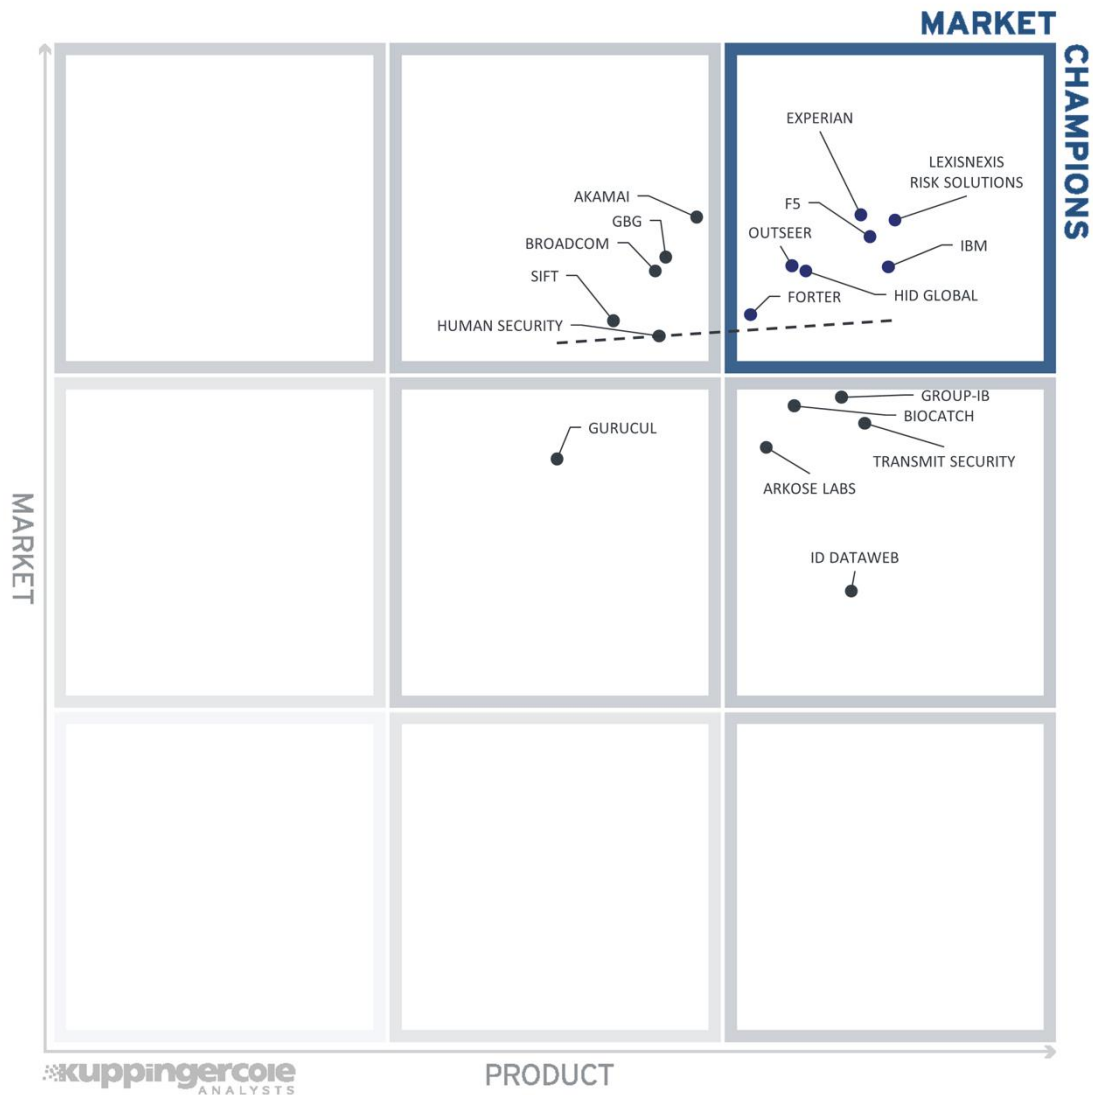 MARKET
CHAMPIONS
EXPERIAN
LEXISNEXIS
RISK SOLUTIONS
AKAMAI
F5
GBG
OUTSEER
BROADCOM
IBM
SIFT
FORTER
HID GLOBAL
HUMAN SECURITY
GROUP-IB
BIOCATCH
GURUCUL
TRANSMIT SECURITY
ARKOSE LABS
MARKET
ID DATAWEB
kuppingercole
ANALYSTS
PRODUCT